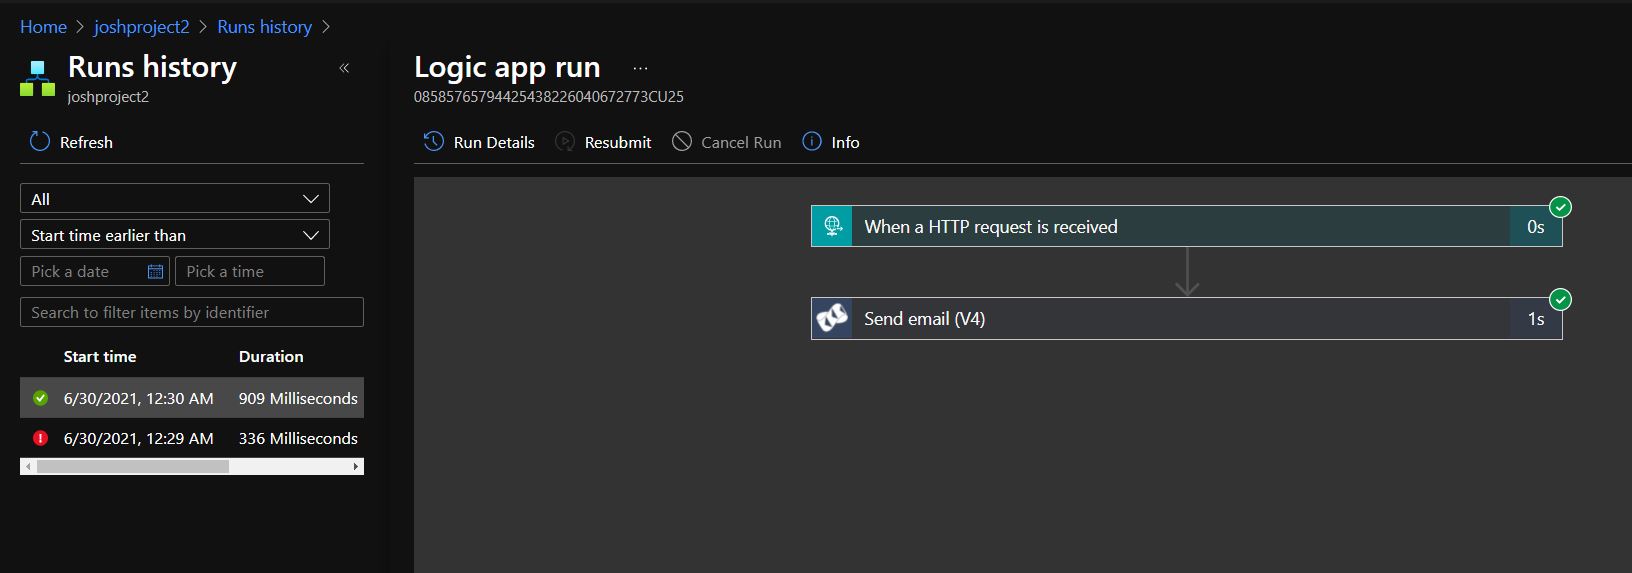 Home > joshproject2 > Runs history >
Runs history
joshproject2
«
Refresh
All
Start time earlier than
Pick a date
Pick a time
Search to filter items by identifier
Start time Duration
6/30/2021, 12:30 AM 909 Milliseconds
6/30/2021, 12:29 AM 336 Milliseconds
Logic app run ...
08585765794425438226040672773CU25
Run Details Resubmit Cancel Run Info
When a HTTP request is received 0s
Send email (V4) 1s